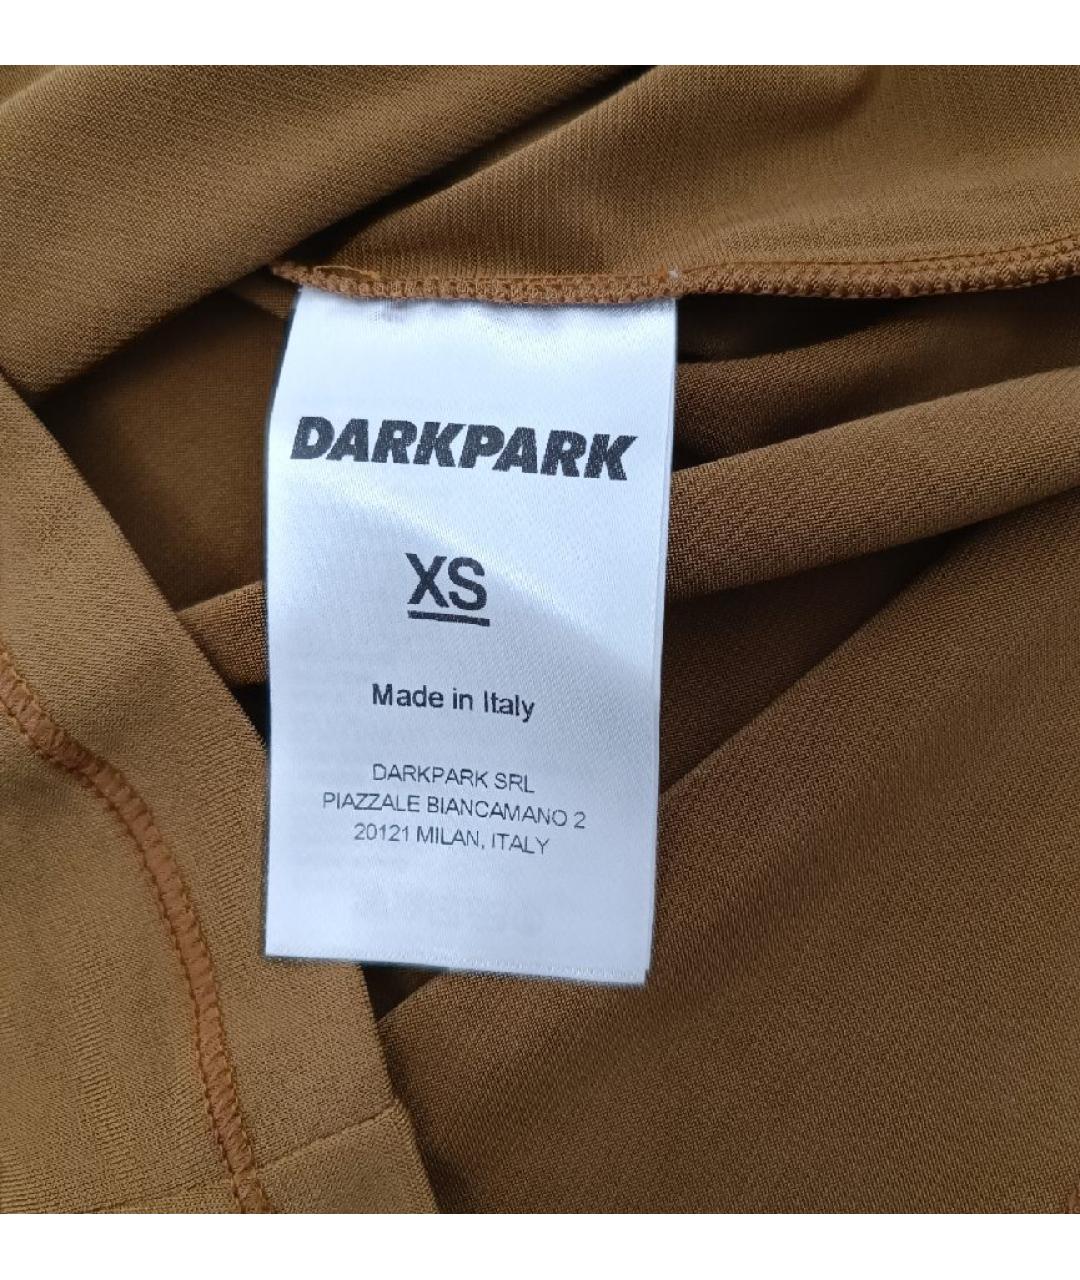 DARKPARK
XS
Made in Italy
DARKPARK SRL
PIAZZALE BIANCAMANO 2
20121 MILAN, ITALY